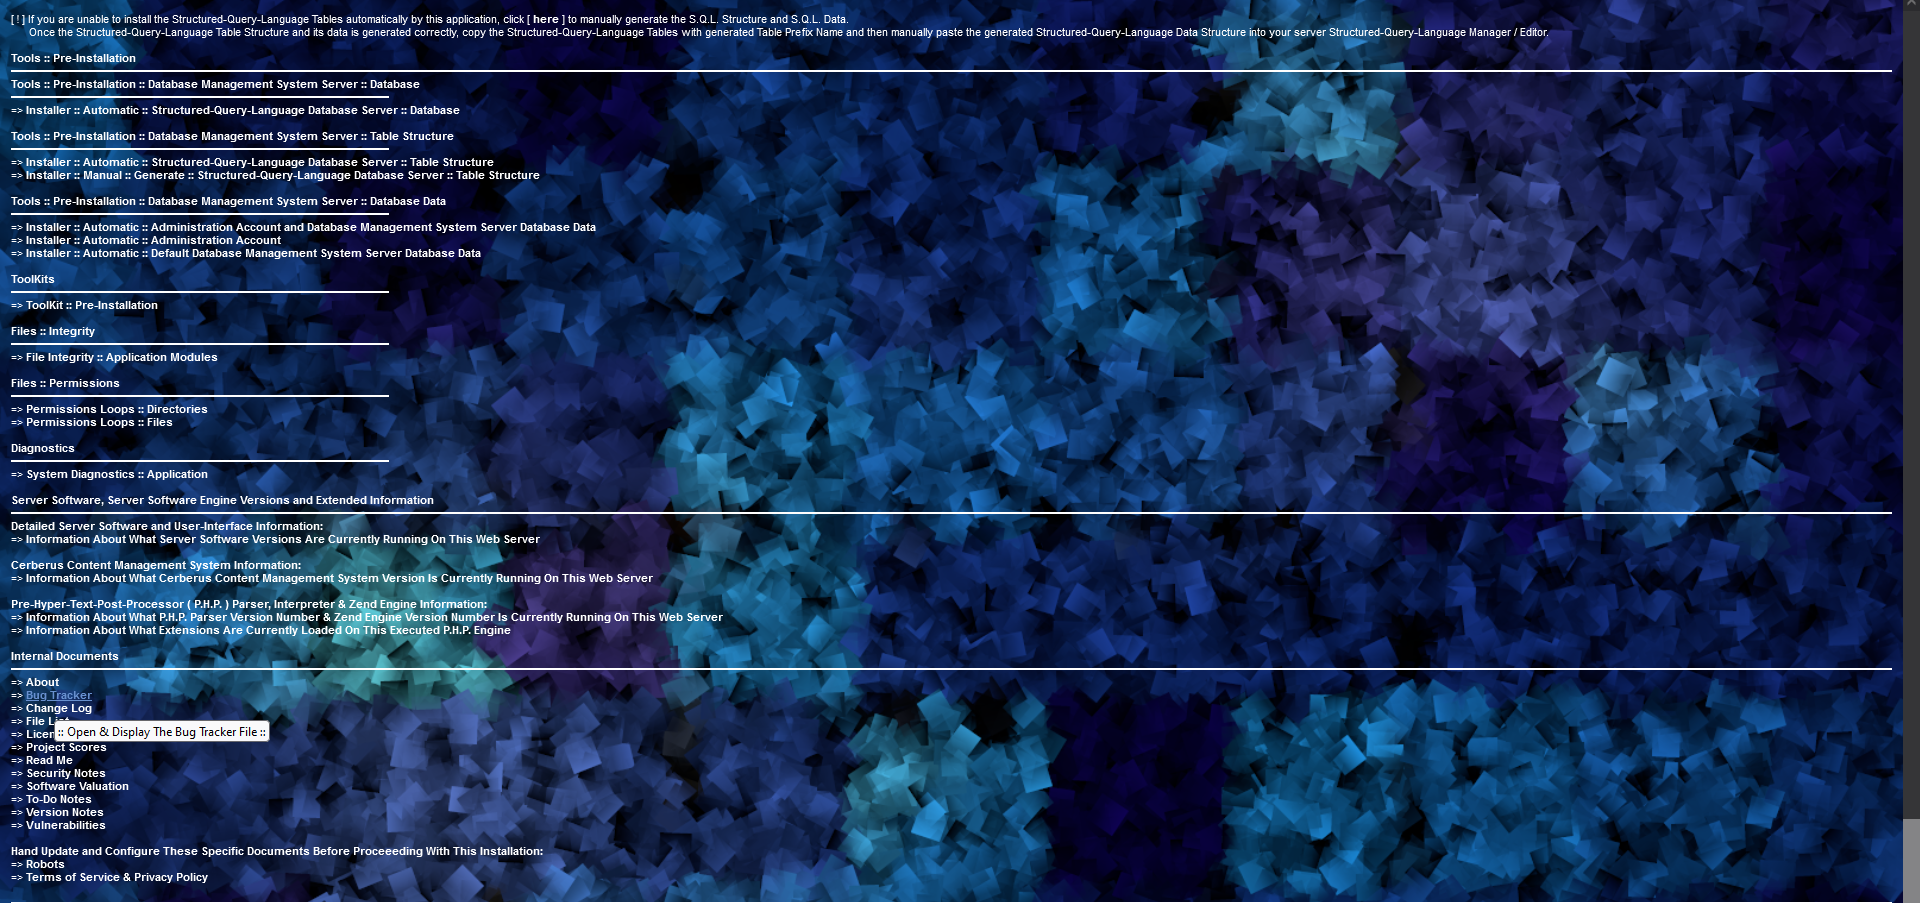 [ ! ] If you are unable to install the Structured-Query-Language Tables automatically by this application, click [ here ] to manually generate the S.Q.L. Structure and S.Q.L. Data.
Once the Structured-Query-Language Table Structure and its data is generated correctly, copy the Structured-Query-Language Tables with generated Table Prefix Name and then manually paste the generated Structured-Query-Language Data Structure into your server Structured-Query-Language Manager / Editor.
Tools :: Pre-Installation
Tools :: Pre-Installation :: Database Management System Server :: Database
=> Installer :: Automatic :: Structured-Query-Language Database Server :: Database
Tools :: Pre-Installation :: Database Management System Server :: Table Structure
=> Installer :: Automatic :: Structured-Query-Language Database Server :: Table Structure
=> Installer :: Manual :: Generate :: Structured-Query-Language Database Server :: Table Structure
Tools :: Pre-Installation :: Database Management System Server :: Database Data
=> Installer :: Automatic :: Administration Account and Database Management System Server Database Data
=> Installer :: Automatic :: Administration Account
=> Installer :: Automatic :: Default Database Management System Server Database Data
ToolKits
=> ToolKit :: Pre-Installation
Files :: Integrity
=> File Integrity :: Application Modules
Files :: Permissions
=> Permissions Loops :: Directories
=> Permissions Loops :: Files
Diagnostics
=> System Diagnostics :: Application
Server Software, Server Software Engine Versions and Extended Information
Detailed Server Software and User-Interface Information:
=> Information About What Server Software Versions Are Currently Running On This Web Server
Cerberus Content Management System Information:
=> Information About What Cerberus Content Management System Version Is Currently Running On This Web Server
Pre-Hyper-Text-Post-Processor ( P.H.P. ) Parser, Interpreter & Zend Engine Information:
=> Information About What P.H.P. Parser Version Number & Zend Engine Version Number Is Currently Running On This Web Server
=> Information About What Extensions Are Currently Loaded On This Executed P.H.P. Engine
Internal Documents
=> About
=> Bug Tracker
=> Change Log
=> File List
=> Licen
:: Open & Display The Bug Tracker File ::
=> Project Scores
=> Read Me
=> Security Notes
=> Software Valuation
=> To-Do Notes
=> Version Notes
=> Vulnerabilities
Hand Update and Configure These Specific Documents Before Proceeeding With This Installation:
=> Robots
=> Terms of Service & Privacy Policy